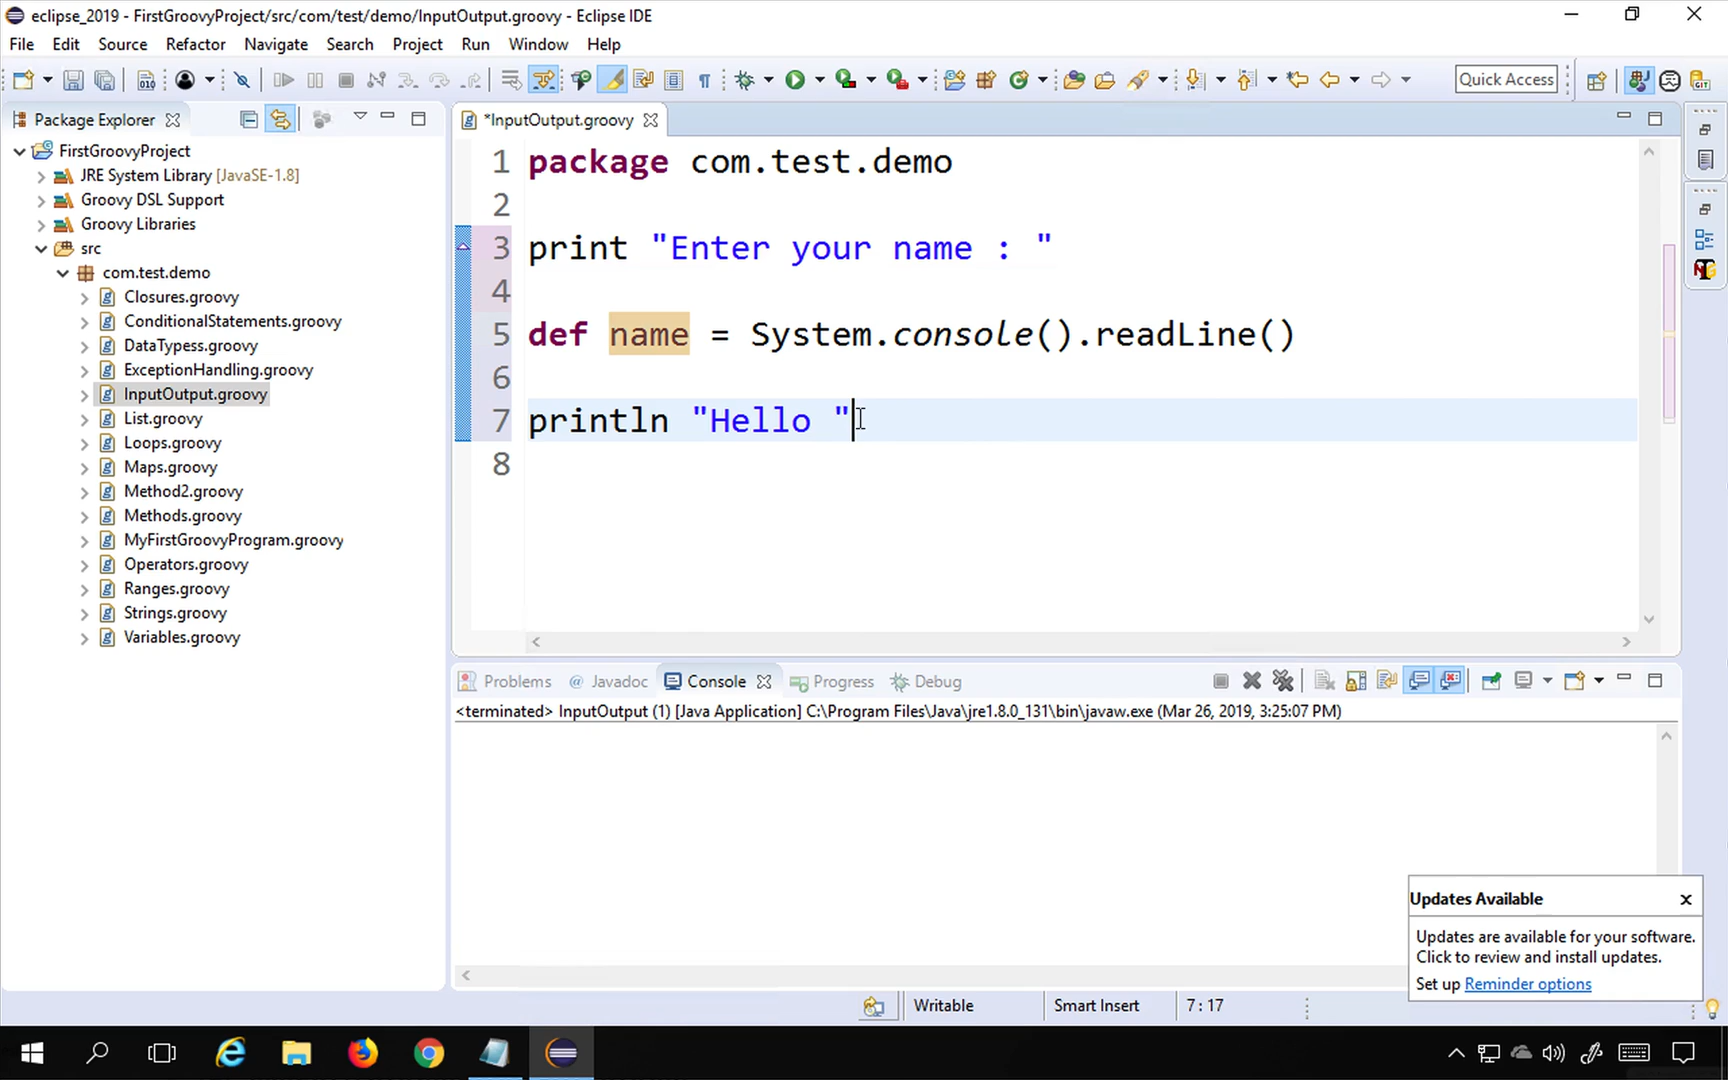 eclipse_2019 - FirstGroovyProject/src/com/test/demo/InputOutput.groovy - Eclipse IDE
File Edit Source Refactor Navigate Search Project Run Window Help
Quick Access
Package Explorer
FirstGroovyProject
JRE System Library [JavaSE-1.8]
Groovy DSL Support
Groovy Libraries
src
com.test.demo
Closures.groovy
ConditionalStatements.groovy
DataTypess.groovy
ExceptionHandling.groovy
InputOutput.groovy
List.groovy
Loops.groovy
Maps.groovy
Method2.groovy
Methods.groovy
MyFirstGroovyProgram.groovy
Operators.groovy
Ranges.groovy
Strings.groovy
Variables.groovy
*InputOutput.groovy
1 package com.test.demo
2
3 print "Enter your name : "
4
5 def name = System.console().readLine()
6
7 println "Hello "
8
Problems @ Javadoc Console Progress Debug
<terminated> InputOutput (1) [Java Application] C:\Program Files\Java\jre1.8.0_131\bin\javaw.exe (Mar 26, 2019, 3:25:07 PM)
Updates Available
Updates are available for your software.
Click to review and install updates.
Set up Reminder options
Writable Smart Insert 7 : 17